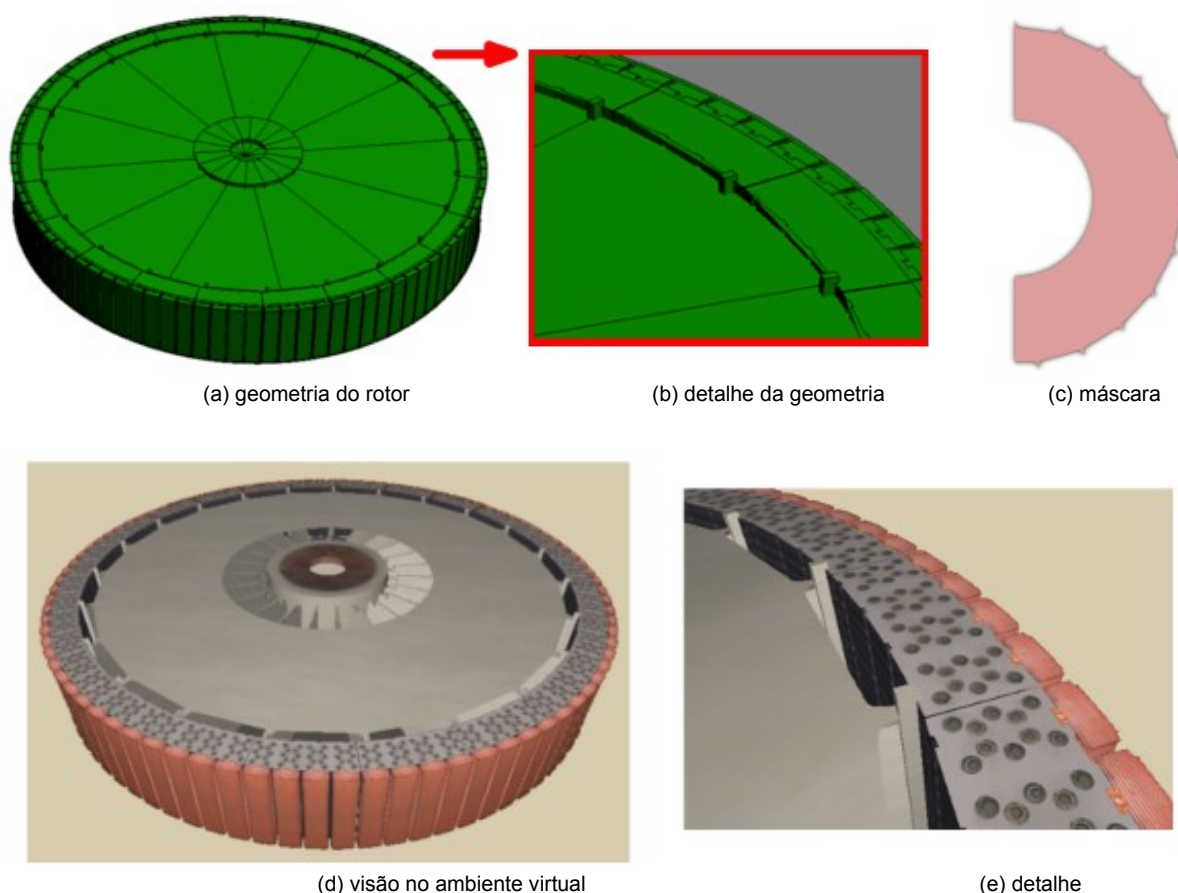 (a) geometria do rotor
(b) detalhe da geometria
(c) máscara
(d) visão no ambiente virtual
(e) detalhe